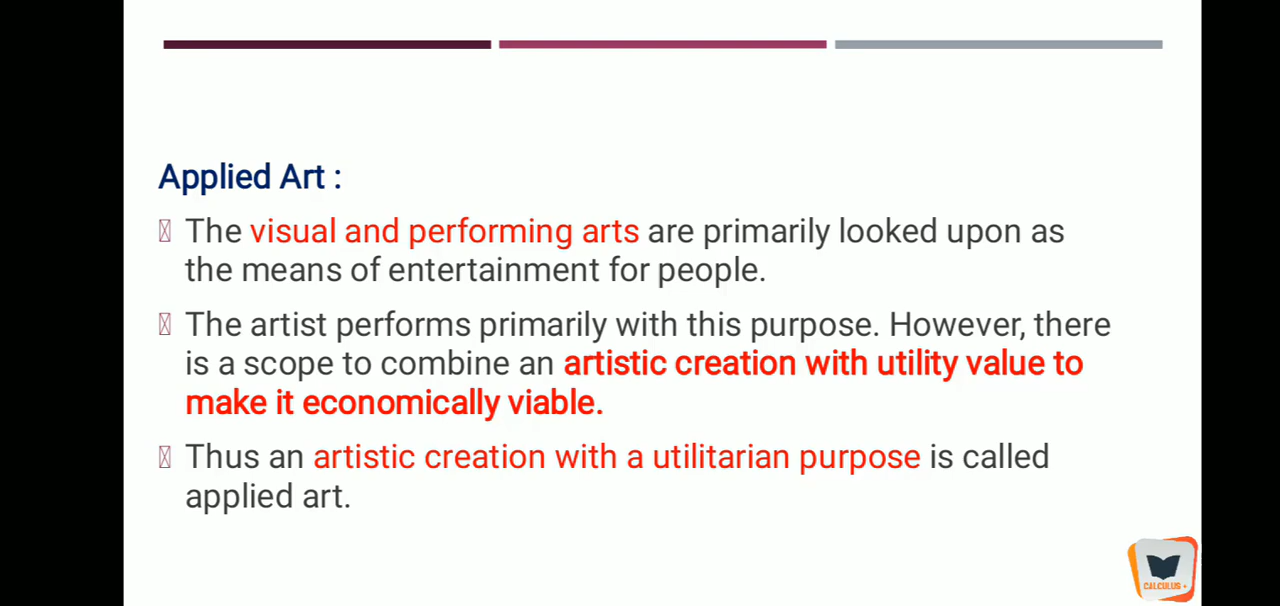 Applied Art :
The visual and performing arts are primarily looked upon as
the means of entertainment for people.
The artist performs primarily with this purpose. However, there
is a scope to combine an artistic creation with utility value to
make it economically viable.
Thus an artistic creation with a utilitarian purpose is called
applied art.
CALCULUS +